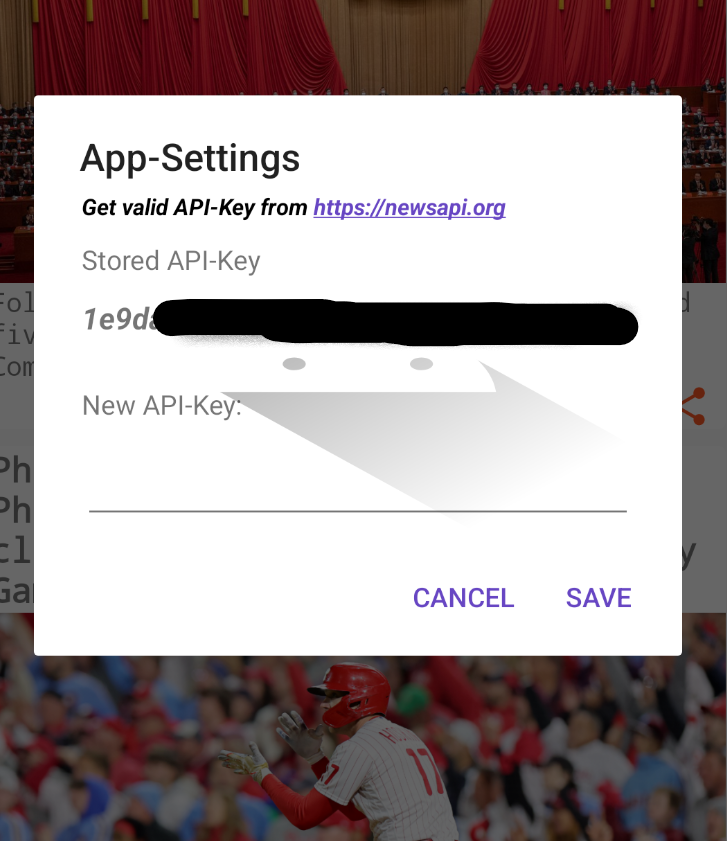 App-Settings
Get valid API-Key from https://newsapi.org
Stored API-Key
1e9da
Fol
d
fiv
Com
New API-Key:
Ph
Ph
cl
y
Ga
CANCEL
SAVE
17